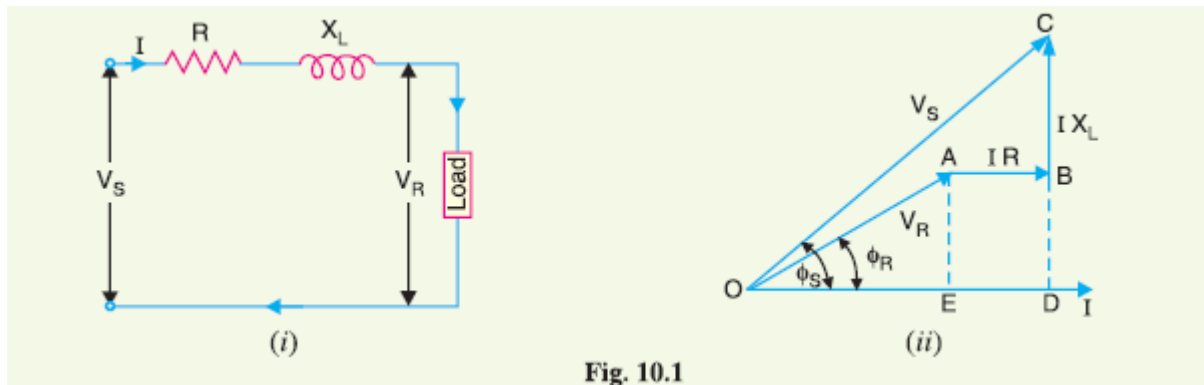 I R X_L
V_S V_R Load
(i)
C
V_S
I X_L
A I R B
V_R
ϕ_S ϕ_R
O E D I
(ii)
Fig. 10.1